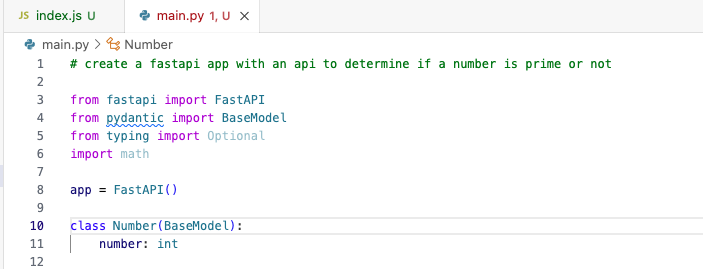 JS index.js U main.py 1, U ×
main.py > Number
1 # create a fastapi app with an api to determine if a number is prime or not
2
3 from fastapi import FastAPI
4 from pydantic import BaseModel
5 from typing import Optional
6 import math
7
8 app = FastAPI()
9
10 class Number(BaseModel):
11     number: int
12